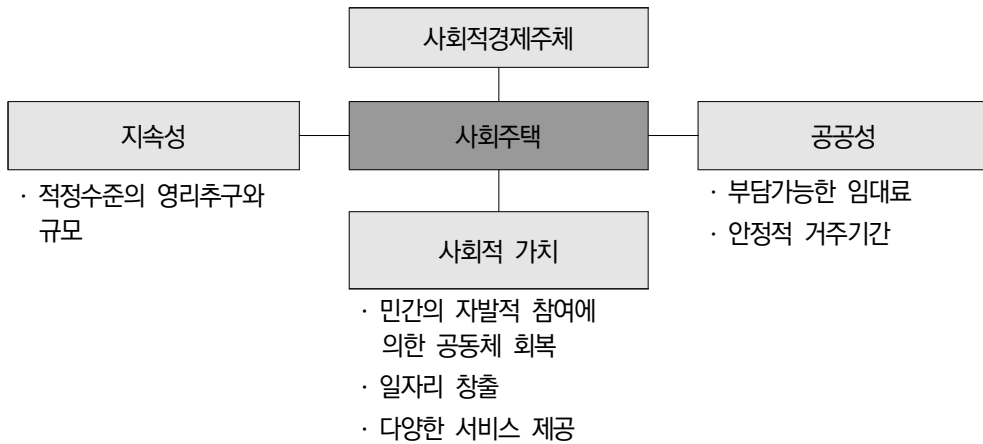 사회적경제주체
지속성
사회주택
공공성
· 적정수준의 영리추구와
규모
· 부담가능한 임대료
· 안정적 거주기간
사회적 가치
· 민간의 자발적 참여에
의한 공동체 회복
· 일자리 창출
· 다양한 서비스 제공